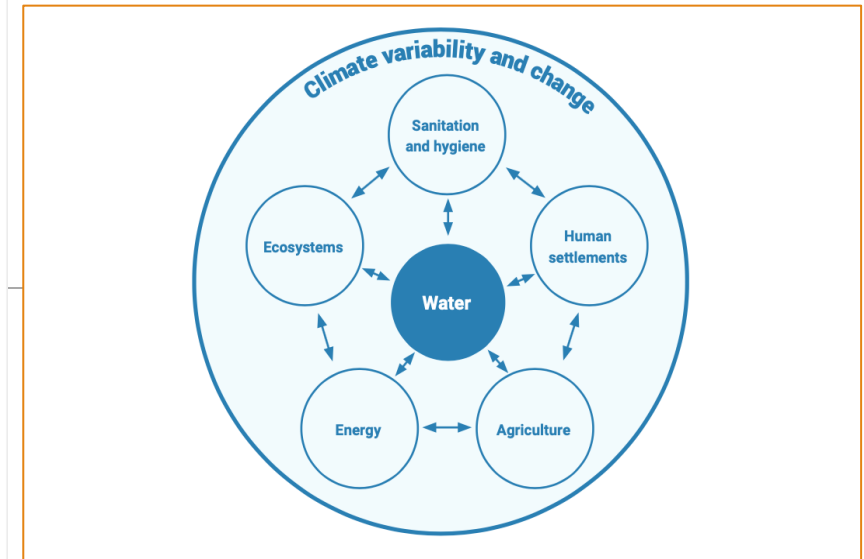 Climate variability and change
Sanitation
and hygiene
Ecosystems
Human
settlements
Water
Energy
Agriculture